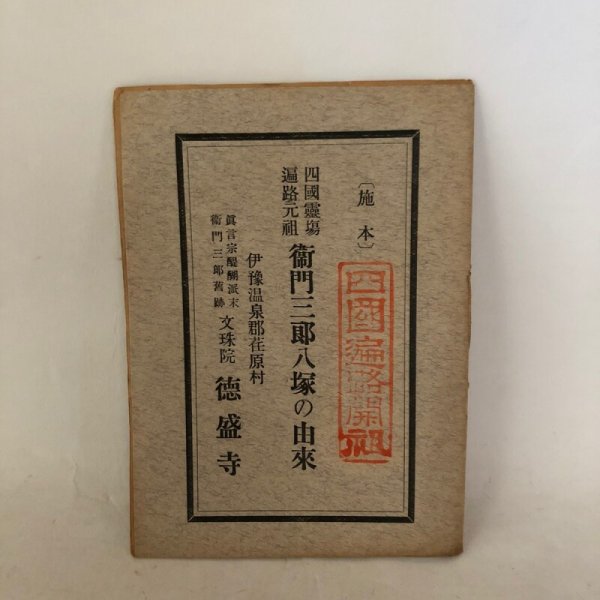 〔施本〕
四國遍路開祖
四國靈場
遍路元祖
衞門三郎八塚の由來
伊豫温泉郡荏原村
眞言宗醍醐派末
衞門三郎舊跡
文珠院
德盛寺